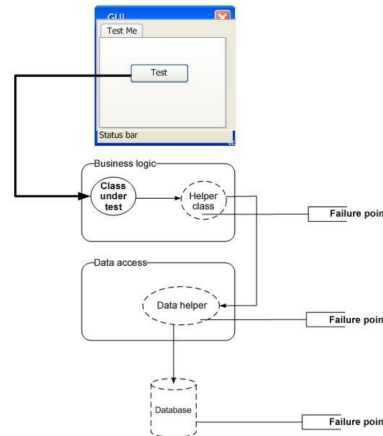 GUI
Test Me
Test
Status bar
Business logic
Class
under
test
Helper
class
Failure poin
Data access
Data helper
Failure poin
Database
Failure poin